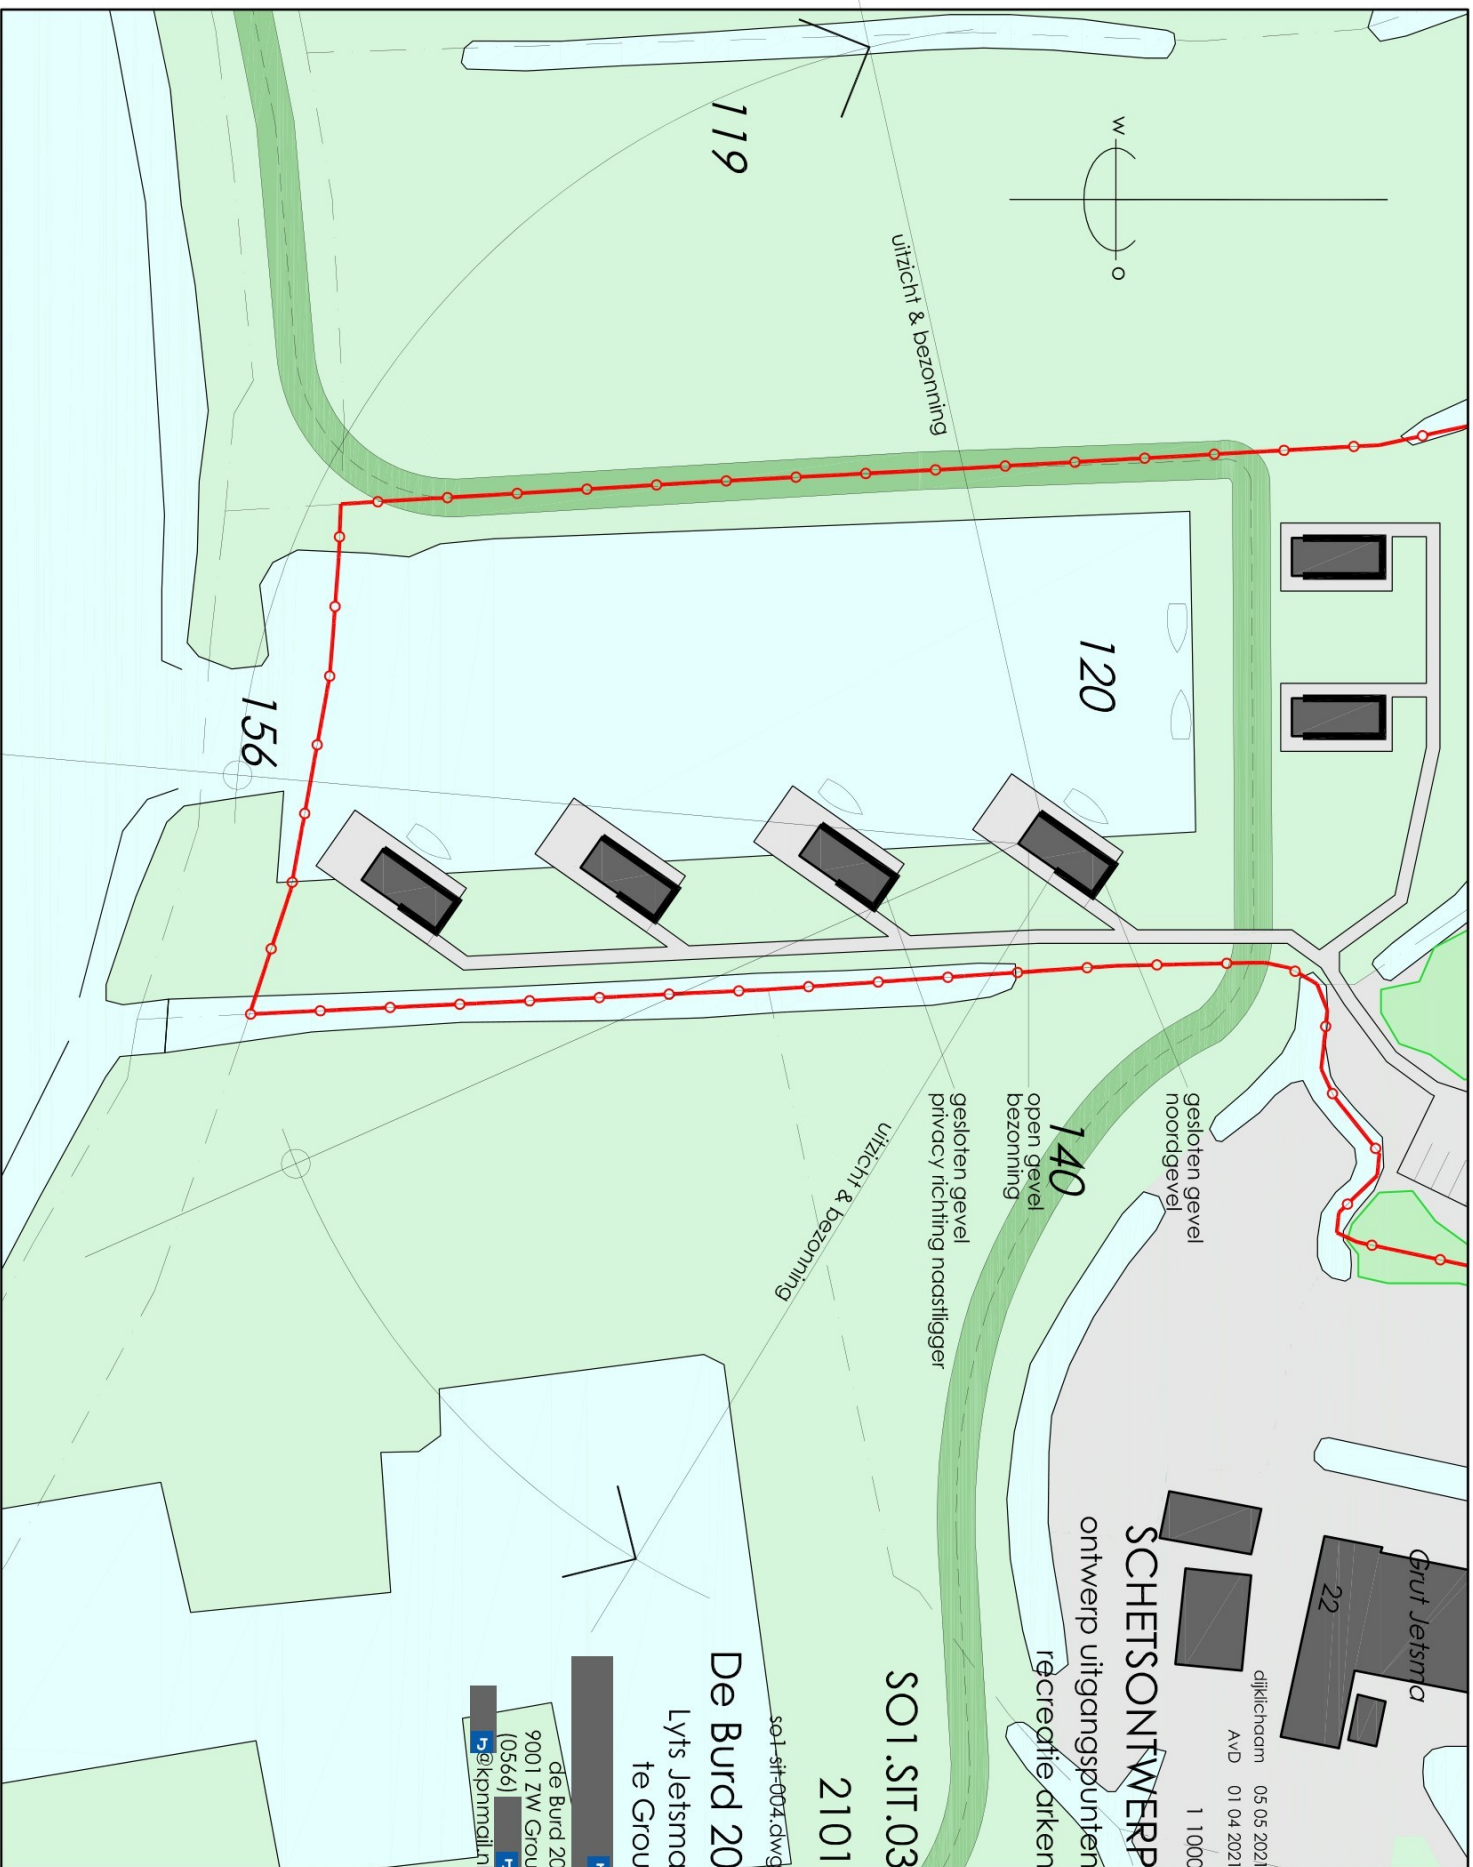 119
W
O
uitzicht & bezonning
120
156
gesloten gevel
noordgevel
open gevel
bezonning
gesloten gevel
privacy richting naastligger
140
uitzicht & bezonning
Grut Jetsma
22
dijklichaam 05 05 2021
AvD 01 04 2021
1 1000
SCHETSONTWERP
ontwerp uitgangspunten
recreatie arken
SO1.SIT.03
2101
so1-sit-004.dwg
De Burd 20
Lyts Jetsma
te Grou
de Burd 20
9001 ZW Grou
(0566)
@kpnmail.n